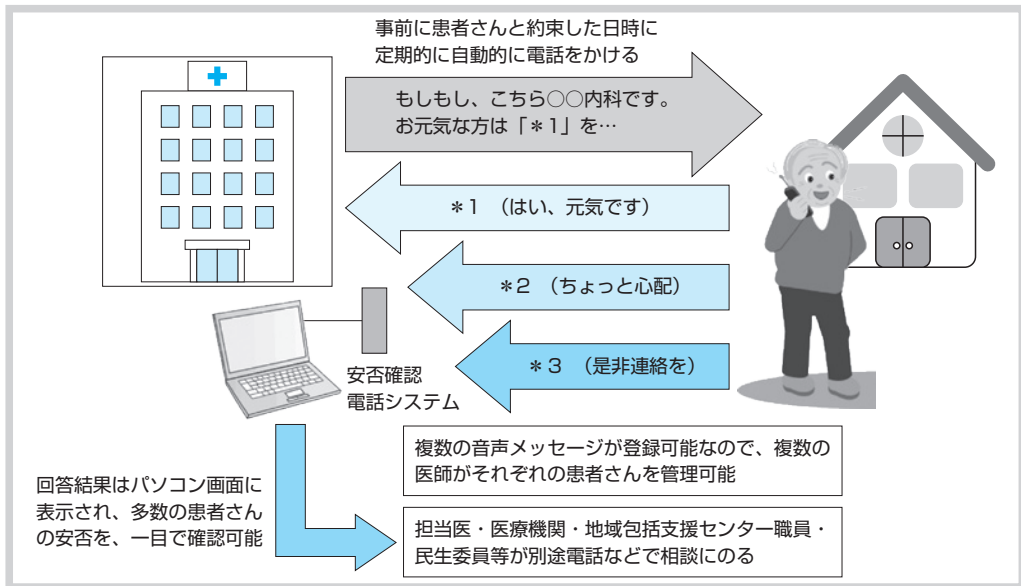 事前に患者さんと約束した日時に
定期的に自動的に電話をかける
もしもし、こちら○○内科です。
お元気な方は「＊1」を…
＊1 （はい、元気です）
＊2 （ちょっと心配）
＊3 （是非連絡を）
安否確認
電話システム
複数の音声メッセージが登録可能なので、複数の
医師がそれぞれの患者さんを管理可能
回答結果はパソコン画面に
表示され、多数の患者さん
の安否を、一目で確認可能
担当医・医療機関・地域包括支援センター職員・
民生委員等が別途電話などで相談にのる